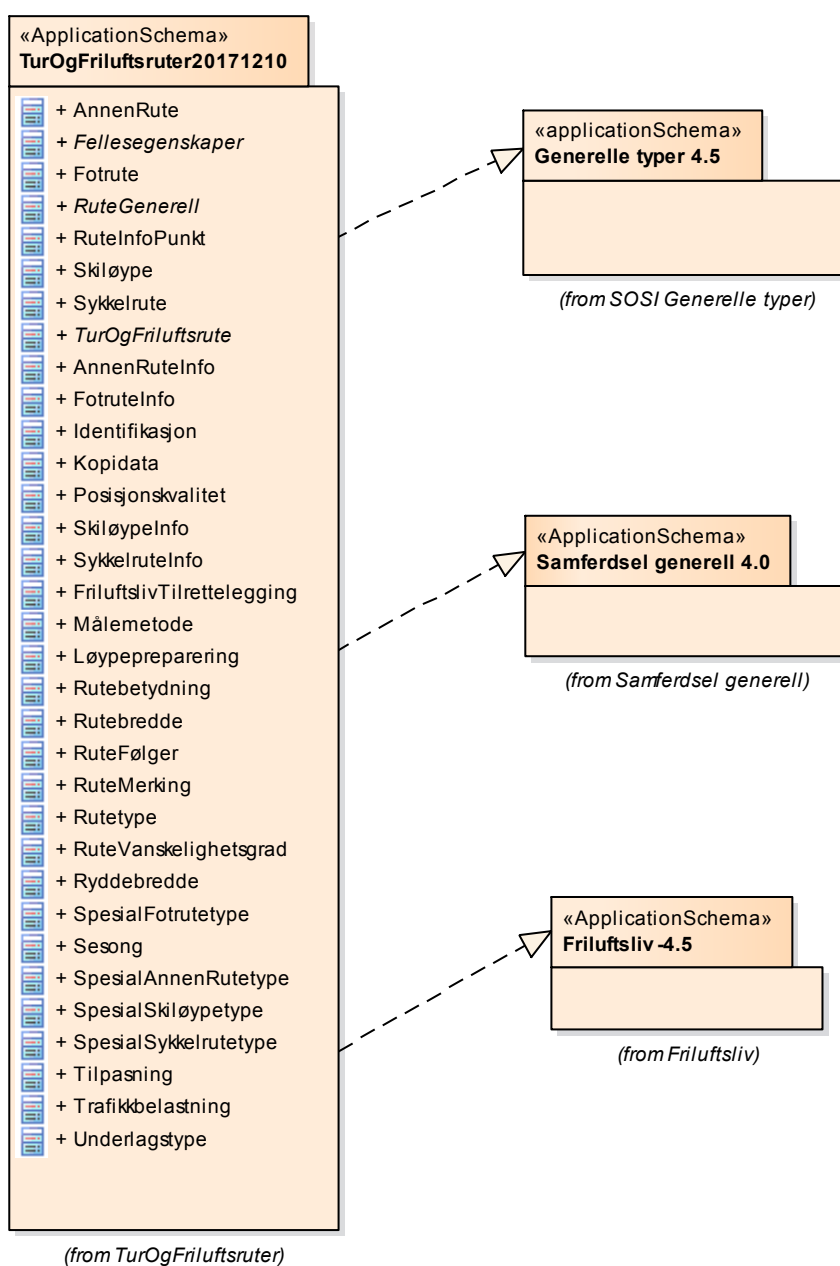 «ApplicationSchema»
TurOgFriluftsruter20171210
+ AnnenRute
+ Fellesegenskaper
+ Fotrute
+ RuteGenerell
+ RuteInfoPunkt
+ Skiløype
+ Sykkelrute
+ TurOgFriluftsrute
+ AnnenRuteInfo
+ FotruteInfo
+ Identifikasjon
+ Kopidata
+ Posisjonskvalitet
+ SkiløypeInfo
+ SykkelruteInfo
+ FriluftslivTilrettelegging
+ Målemetode
+ Løypepreparering
+ Rutebetydning
+ Rutebredde
+ RuteFølger
+ RuteMerking
+ Rutetype
+ RuteVanskelighetsgrad
+ Ryddebredde
+ SpesialFotrutetype
+ Sesong
+ SpesialAnnenRutetype
+ SpesialSkiløypetype
+ SpesialSykkelrutetype
+ Tilpasning
+ Trafikkbelastning
+ Underlagstype
(from TurOgFriluftsruter)
«applicationSchema»
Generelle typer 4.5
(from SOSI Generelle typer)
«ApplicationSchema»
Samferdsel generell 4.0
(from Samferdsel generell)
«ApplicationSchema»
Friluftsliv-4.5
(from Friluftsliv)